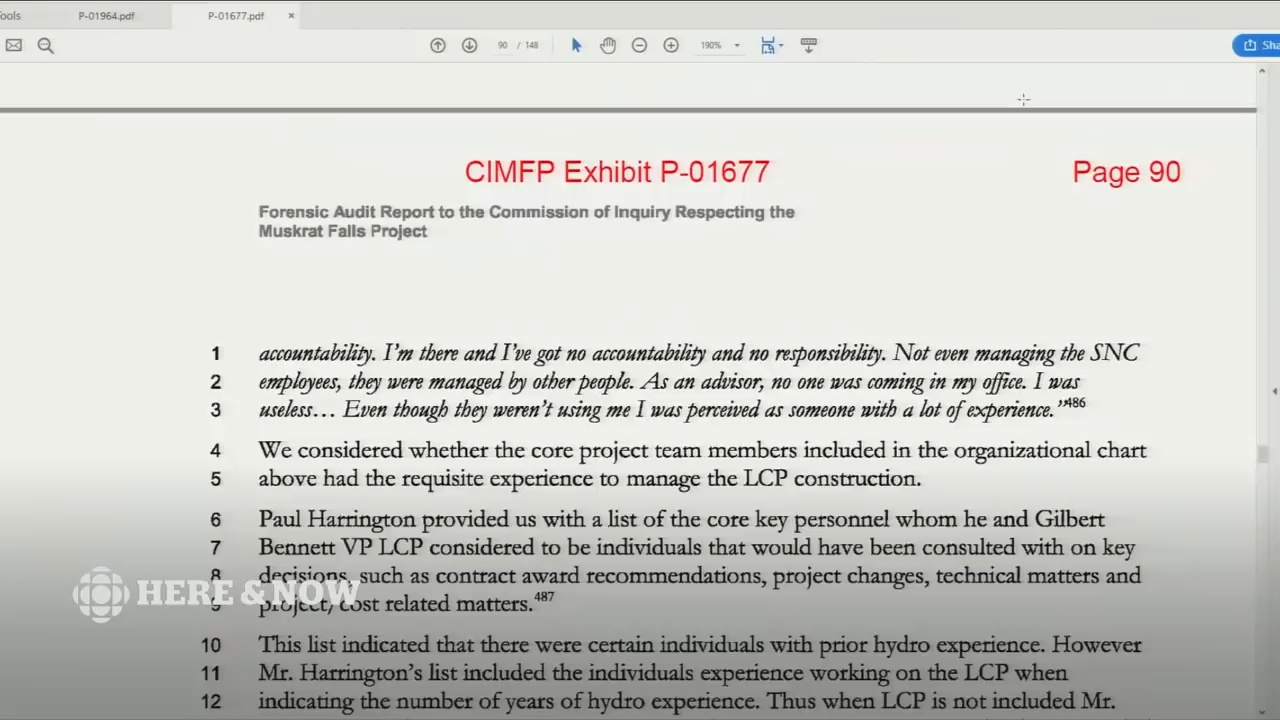 ools
P-01964.pdf
P-01677.pdf
90 / 148
190%
Sha
CIMFP Exhibit P-01677
Page 90
Forensic Audit Report to the Commission of Inquiry Respecting the
Muskrat Falls Project
1 accountability. I'm there and I've got no accountability and no responsibility. Not even managing the SNC
2 employees, they were managed by other people. As an advisor, no one was coming in my office. I was
3 useless… Even though they weren't using me I was perceived as someone with a lot of experience."486
4 We considered whether the core project team members included in the organizational chart
5 above had the requisite experience to manage the LCP construction.
6 Paul Harrington provided us with a list of the core key personnel whom he and Gilbert
7 Bennett VP LCP considered to be individuals that would have been consulted with on key
8 decisions, such as contract award recommendations, project changes, technical matters and
9 project/cost related matters.487
HERE & NOW
10 This list indicated that there were certain individuals with prior hydro experience. However
11 Mr. Harrington's list included the individuals experience working on the LCP when
12 indicating the number of years of hydro experience. Thus when LCP is not included Mr.